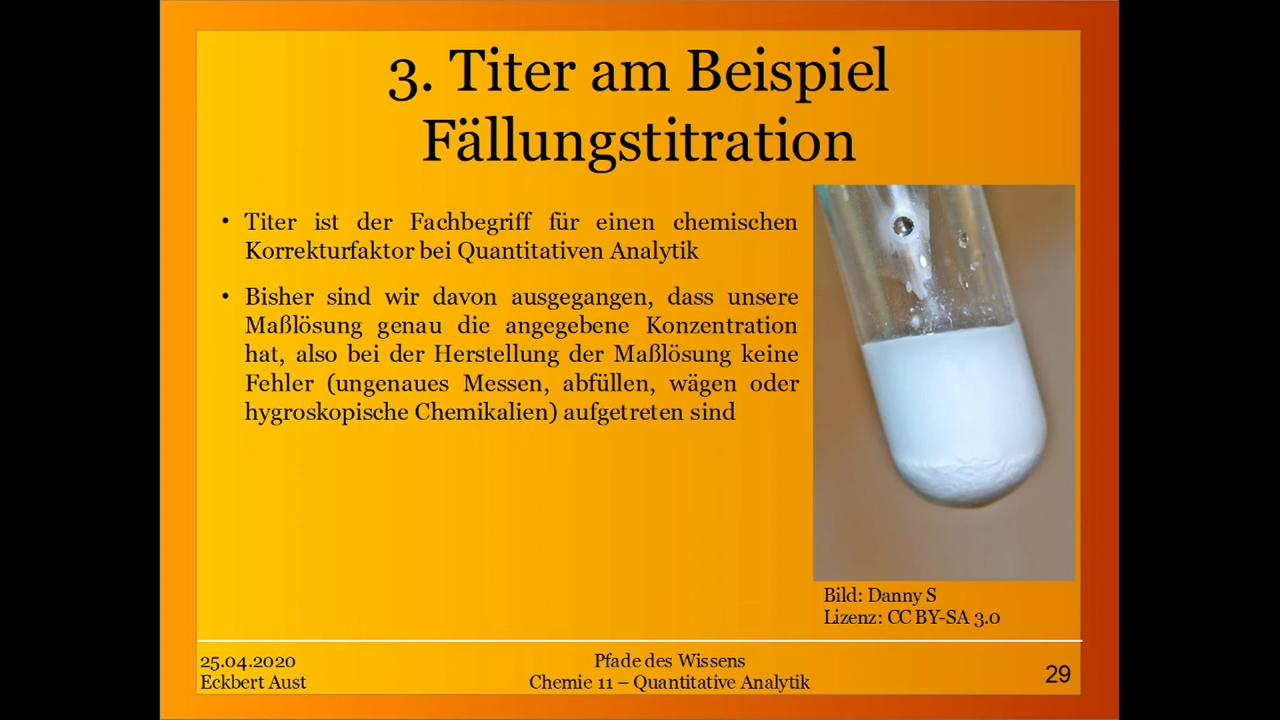 3. Titer am Beispiel
Fällungstitration
• Titer ist der Fachbegriff für einen chemischen
Korrekturfaktor bei Quantitativen Analytik
• Bisher sind wir davon ausgegangen, dass unsere
Maßlösung genau die angegebene Konzentration
hat, also bei der Herstellung der Maßlösung keine
Fehler (ungenaues Messen, abfüllen, wägen oder
hygroskopische Chemikalien) aufgetreten sind
Bild: Danny S
Lizenz: CC BY-SA 3.0
25.04.2020
Eckbert Aust
Pfade des Wissens
Chemie 11 – Quantitative Analytik
29